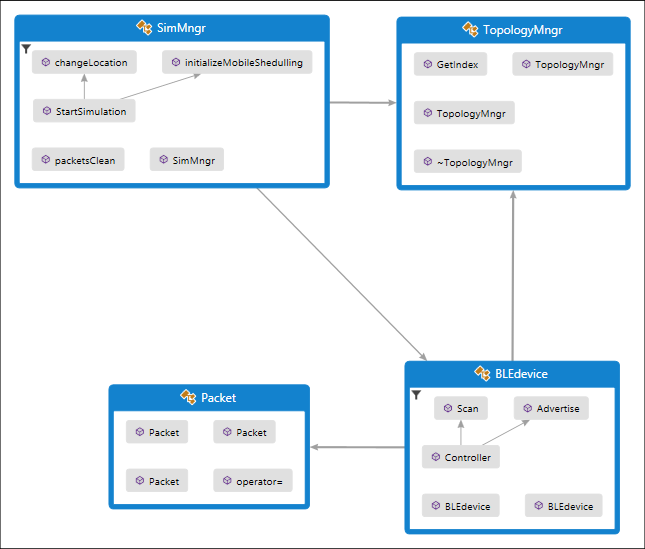 SimMngr
changeLocation
initializeMobileShedulling
StartSimulation
packetsClean
SimMngr
TopologyMngr
GetIndex
TopologyMngr
TopologyMngr
~TopologyMngr
Packet
Packet
Packet
Packet
operator=
BLEdevice
Scan
Advertise
Controller
BLEdevice
BLEdevice